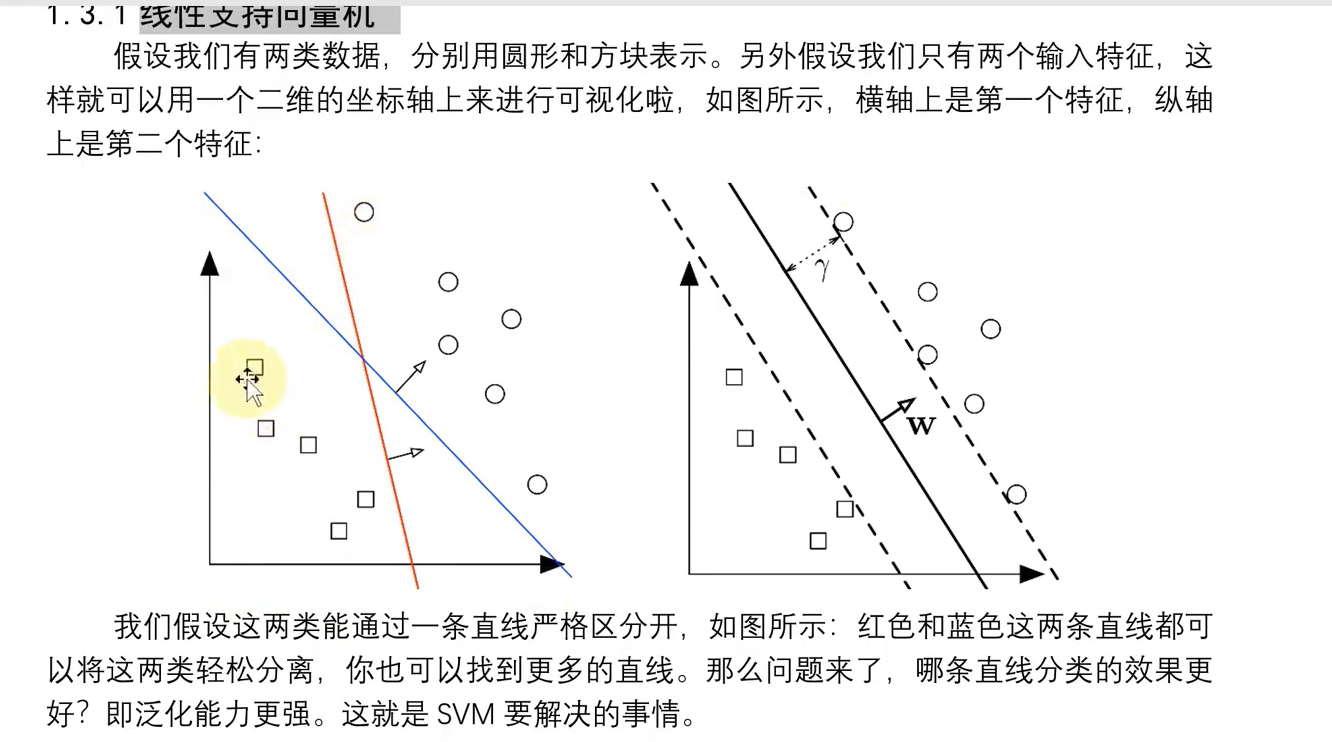 1.3.1 线性支持向量机
假设我们有两类数据，分别用圆形和方块表示。另外假设我们只有两个输入特征，这
样就可以用一个二维的坐标轴上来进行可视化啦，如图所示，横轴上是第一个特征，纵轴
上是第二个特征：
γ
w
我们假设这两类能通过一条直线严格区分开，如图所示：红色和蓝色这两条直线都可
以将这两类轻松分离，你也可以找到更多的直线。那么问题来了，哪条直线分类的效果更
好？即泛化能力更强。这就是 SVM 要解决的事情。